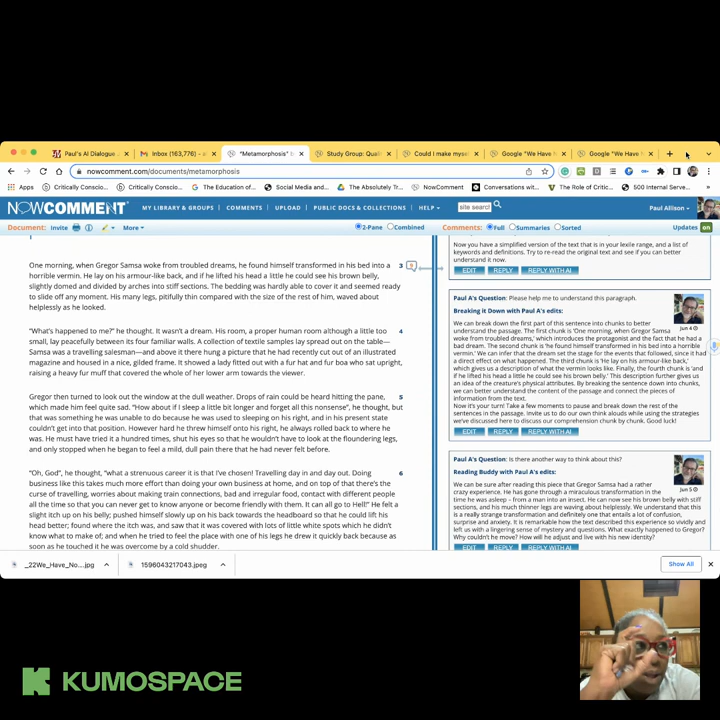 Paul's AI Dialogue
Inbox (163,776) -
"Metamorphosis"
Study Group: Quali
Could I make myse
Google "We Have N
Google "We Have N
nowcomment.com/documents/metamorphosis
Apps
Critically Conscio...
Critically Conscio...
The Education of...
Social Media and...
The Absolutely Tr...
NowComment
Conversations wit...
The Role of Critic...
500 Internal Serve...
NOWCOMMENT
MY LIBRARY & GROUPS
COMMENTS
UPLOAD
PUBLIC DOCS & COLLECTIONS
HELP
site search
Paul Allison
Document: Invite
More
2-Pane
Combined
Comments: Full Summaries Sorted
Updates on
One morning, when Gregor Samsa woke from troubled dreams, he found himself transformed in his bed into a
horrible vermin. He lay on his armour-like back, and if he lifted his head a little he could see his brown belly,
slightly domed and divided by arches into stiff sections. The bedding was hardly able to cover it and seemed ready
to slide off any moment. His many legs, pitifully thin compared with the size of the rest of him, waved about
helplessly as he looked.
3
"What's happened to me?" he thought. It wasn't a dream. His room, a proper human room although a little too
small, lay peacefully between its four familiar walls. A collection of textile samples lay spread out on the table—
Samsa was a travelling salesman—and above it there hung a picture that he had recently cut out of an illustrated
magazine and housed in a nice, gilded frame. It showed a lady fitted out with a fur hat and fur boa who sat upright,
raising a heavy fur muff that covered the whole of her lower arm towards the viewer.
4
Gregor then turned to look out the window at the dull weather. Drops of rain could be heard hitting the pane,
which made him feel quite sad. "How about if I sleep a little bit longer and forget all this nonsense", he thought, but
that was something he was unable to do because he was used to sleeping on his right, and in his present state
couldn't get into that position. However hard he threw himself onto his right, he always rolled back to where he
was. He must have tried it a hundred times, shut his eyes so that he wouldn't have to look at the floundering legs,
and only stopped when he began to feel a mild, dull pain there that he had never felt before.
5
"Oh, God", he thought, "what a strenuous career it is that I've chosen! Travelling day in and day out. Doing
business like this takes much more effort than doing your own business at home, and on top of that there's the
curse of travelling, worries about making train connections, bad and irregular food, contact with different people
all the time so that you can never get to know anyone or become friendly with them. It can all go to Hell!" He felt a
slight itch up on his belly; pushed himself slowly up on his back towards the headboard so that he could lift his
head better; found where the itch was, and saw that it was covered with lots of little white spots which he didn't
know what to make of; and when he tried to feel the place with one of his legs he drew it quickly back because as
soon as he touched it he was overcome by a cold shudder.
6
Now you have a simplified version of the text that is in your lexile range, and a list of
keywords and definitions. Try to re-read the original text and see if you can better
understand it now.
EDIT REPLY REPLY WITH AI
Paul A's Question: Please help me to understand this paragraph.
Breaking it Down with Paul A's edits:
Jun 4
We can break down the first part of this section into chunks to better
understand the passage. The first chunk is 'One morning, when Gregor Samsa
woke from troubled dreams,' which introduces the protagonist and the fact that he had a
bad dream. The second chunk is 'he found himself transformed in his bed into a horrible
vermin.' We can infer that the dream set the stage for the events that followed, since it had
a direct effect on what happened. The third chunk is 'He lay on his armour-like back,'
which gives us a description of what the vermin looks like. Finally, the fourth chunk is 'and
if he lifted his head a little he could see his brown belly.' This description further gives us
an idea of the creature's physical attributes. By breaking the sentence down into chunks,
we can better understand the content of the passage and connect the pieces of
information from the text.
Now it's your turn! Take a few moments to pause and break down the rest of the
sentences in the passage. Invite us to do our own think alouds while using the strategies
we've discussed here to discuss our comprehension chunk by chunk. Good luck!
EDIT REPLY REPLY WITH AI
Paul A's Question: Is there another way to think about this?
Reading Buddy with Paul A's edits:
Jun 5
We can be sure after reading this piece that Gregor Samsa had a rather
crazy experience. He has gone through a miraculous transformation in the
time he was asleep – from a man into an insect. He can now see his brown belly with stiff
sections, and his much thinner legs are waving about helplessly. We understand that this
is a really strange transformation and definitely one that entails a lot of confusion,
surprise and anxiety. It is remarkable how the text described this experience so vividly and
left us with a lingering sense of mystery and questions. What exactly happened to Gregor?
Why couldn't he move? How will he adjust and live with his new identity?
EDIT REPLY REPLY WITH AI
_22We_Have_No....jpg
1596043217043.jpeg
Show All
KUMOSPACE